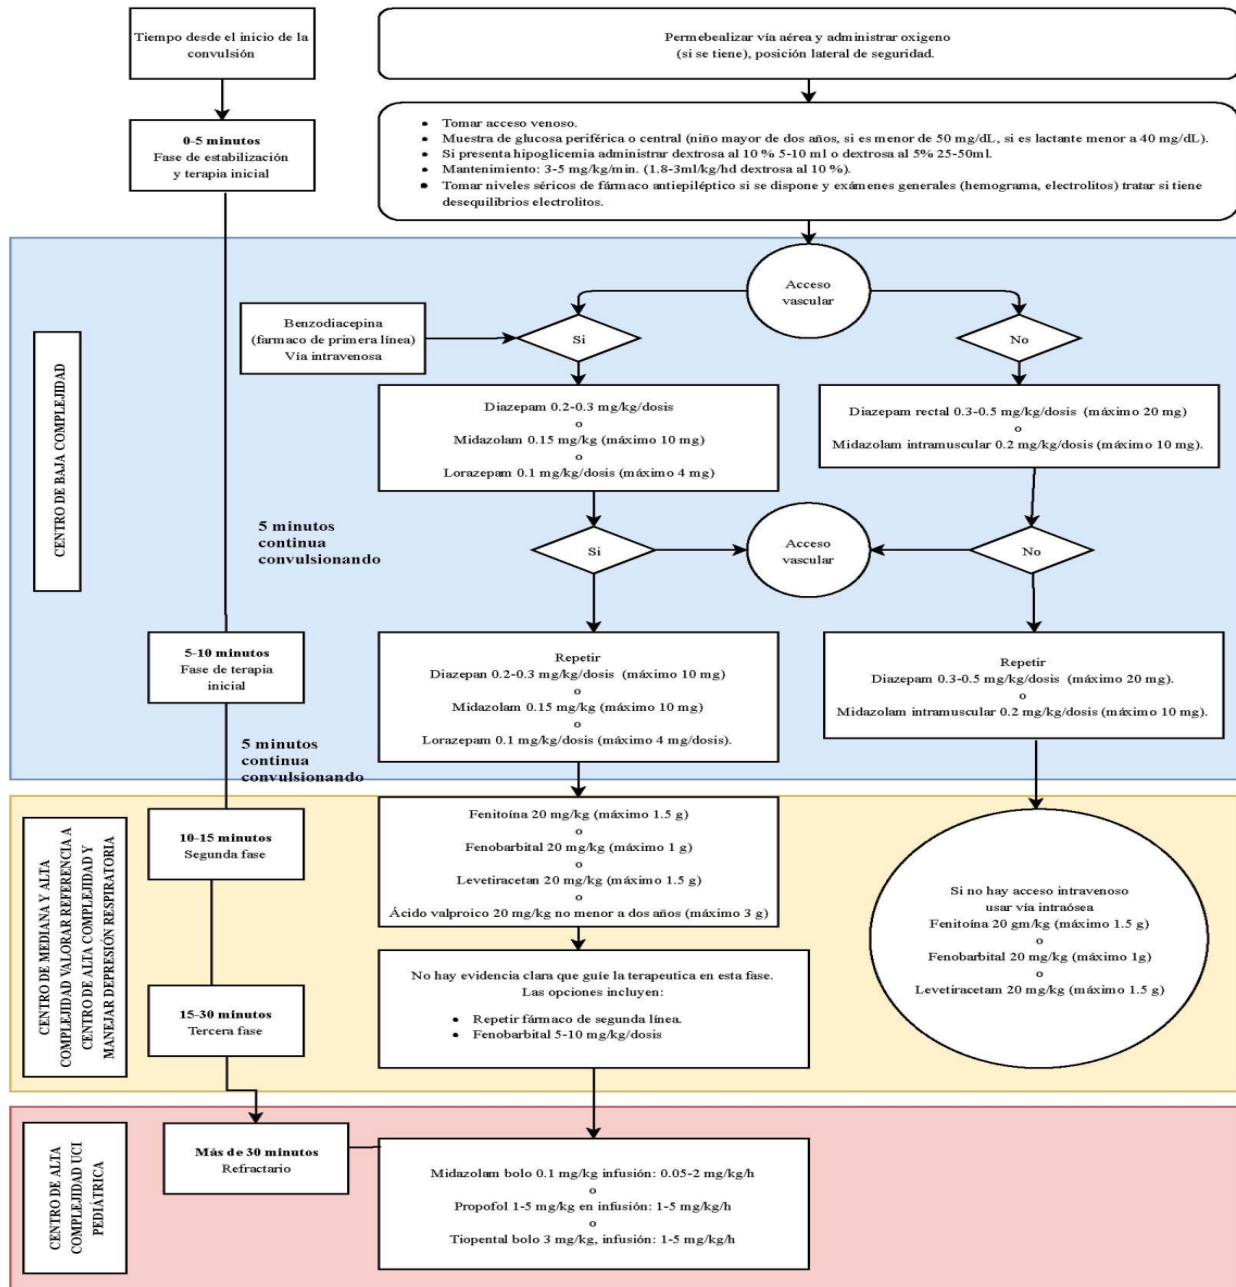 Tiempo desde el inicio de la
convulsión
Permebealizar vía aérea y administrar oxigeno
(si se tiene), posición lateral de seguridad.
0-5 minutos
Fase de estabilización
y terapia inicial
• Tomar acceso venoso.
• Muestra de glucosa periférica o central (niño mayor de dos años, si es menor de 50 mg/dL, si es lactante menor a 40 mg/dL).
• Si presenta hipoglicemia administrar dextrosa al 10 % 5-10 ml o dextrosa al 5% 25-50ml.
• Mantenimiento: 3-5 mg/kg/min. (1.8-3ml/kg/hd dextrosa al 10 %).
• Tomar niveles séricos de fármaco antiepiléptico si se dispone y exámenes generales (hemograma, electrolitos) tratar si tiene
desequilibrios electrolitos.
CENTRO DE BAJA COMPLEJIDAD
Acceso
vascular
Benzodiacepina
(farmaco de primera línea)
Vía intravenosa
Si
No
Diazepam 0.2-0.3 mg/kg/dosis
o
Midazolam 0.15 mg/kg (máximo 10 mg)
o
Lorazepam 0.1 mg/kg/dosis (máximo 4 mg)
Diazepam rectal 0.3-0.5 mg/kg/dosis (máximo 20 mg)
o
Midazolam intramuscular 0.2 mg/kg/dosis (máximo 10 mg).
5 minutos
continua
convulsionando
Si
Acceso
vascular
No
5-10 minutos
Fase de terapia
inicial
Repetir
Diazepan 0.2-0.3 mg/kg/dosis (máximo 10 mg)
o
Midazolam 0.15 mg/kg (máximo 10 mg)
o
Lorazepam 0.1 mg/kg/dosis (máximo 4 mg/dosis).
Repetir
Diazepam 0.3-0.5 mg/kg/dosis (máximo 20 mg).
o
Midazolam intramuscular 0.2 mg/kg/dosis (máximo 10 mg).
5 minutos
continua
convulsionando
CENTRO DE MEDIANA Y ALTA
COMPLEJIDAD VALORAR REFERENCIA A
CENTRO DE ALTA COMPLEJIDAD Y
MANEJAR DEPRESIÓN RESPIRATORIA
10-15 minutos
Segunda fase
Fenitoína 20 mg/kg (máximo 1.5 g)
o
Fenobarbital 20 mg/kg (máximo 1 g)
o
Levetiracetan 20 mg/kg (máximo 1.5 g)
o
Ácido valproico 20 mg/kg no menor a dos años (máximo 3 g)
Si no hay acceso intravenoso
usar vía intraósea
Fenitoína 20 gm/kg (máximo 1.5 g)
o
Fenobarbital 20 mg/kg (máximo 1g)
o
Levetiracetam 20 mg/kg (máximo 1.5 g)
15-30 minutos
Tercera fase
No hay evidencia clara que guíe la terapeutica en esta fase.
Las opciones incluyen:
• Repetir fármaco de segunda línea.
• Fenobarbital 5-10 mg/kg/dosis
CENTRO DE ALTA
COMPLEJIDAD UCI
PEDIÁTRICA
Más de 30 minutos
Refractario
Midazolam bolo 0.1 mg/kg infusión: 0.05-2 mg/kg/h
o
Propofol 1-5 mg/kg en infusión: 1-5 mg/kg/h
o
Tiopental bolo 3 mg/kg, infusión: 1-5 mg/kg/h